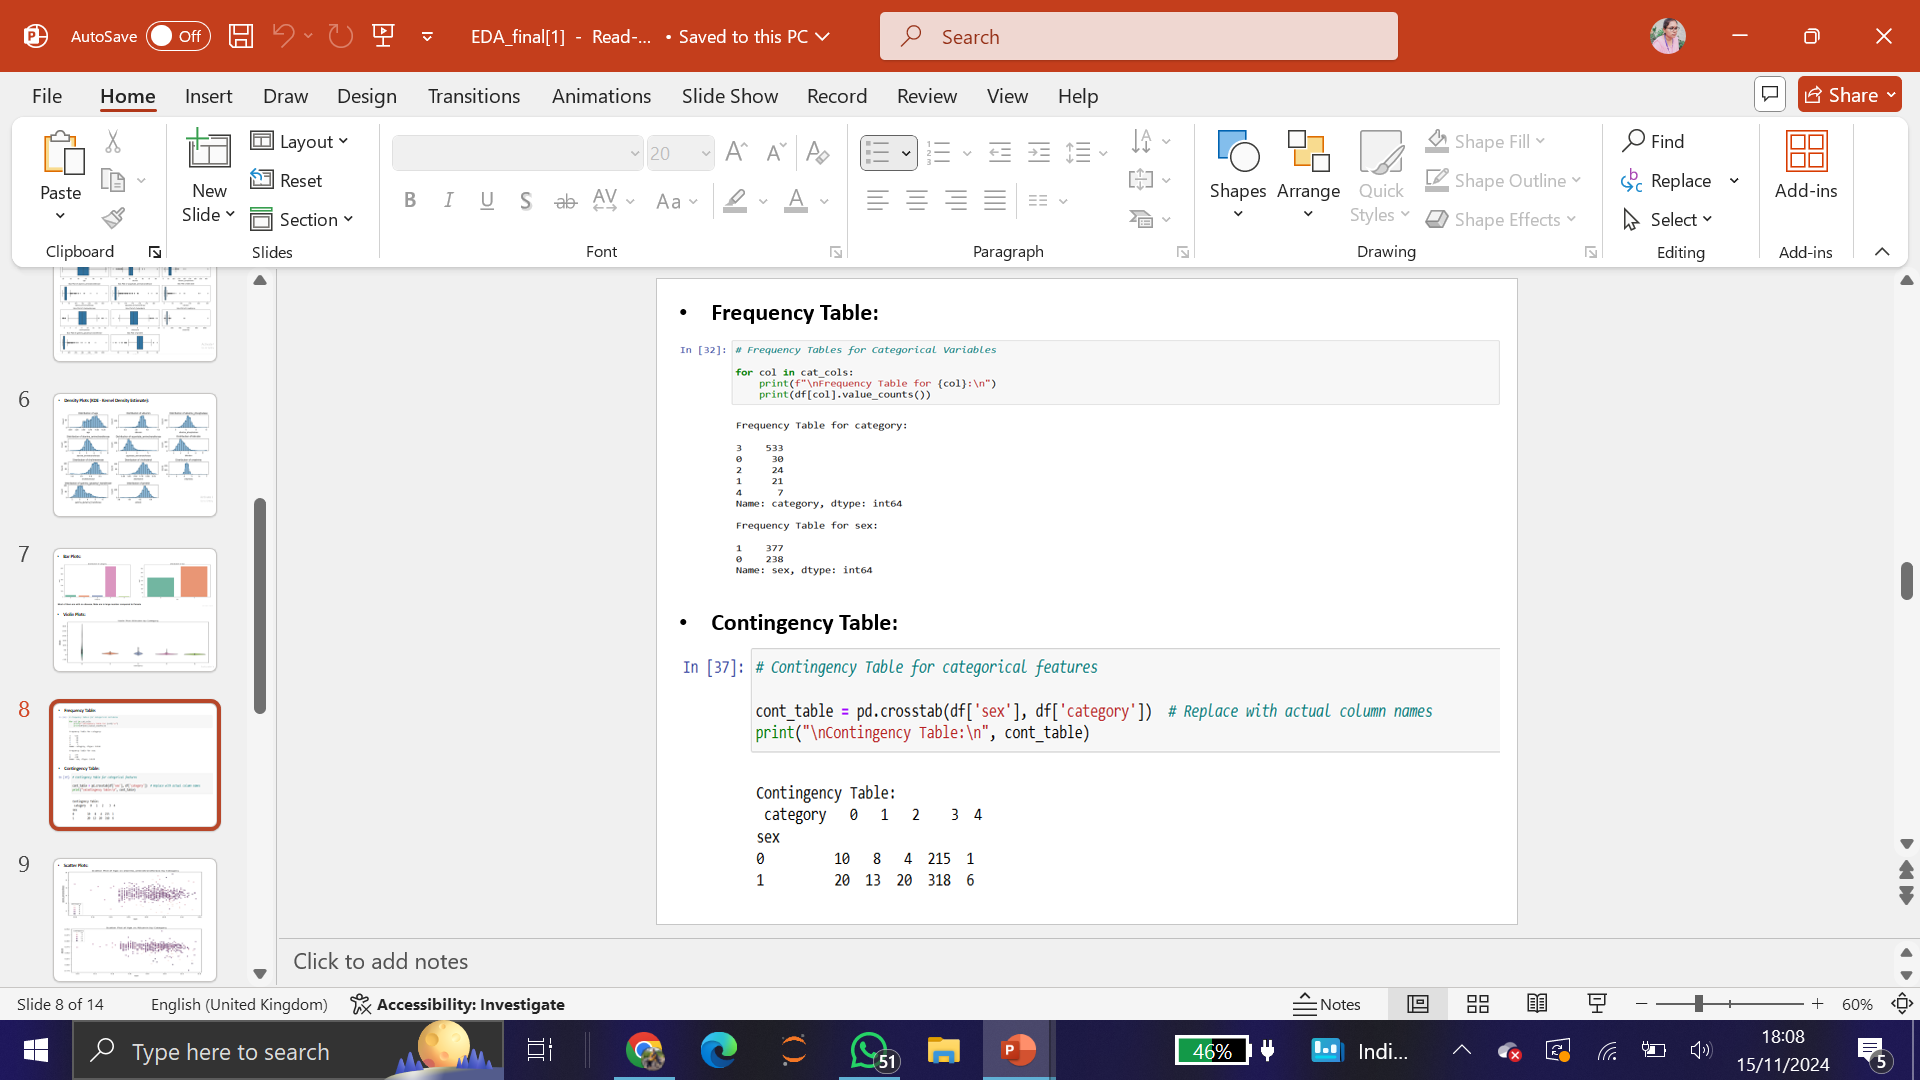 AutoSave Off EDA_final[1] - Read-... • Saved to this PC Search
File Home Insert Draw Design Transitions Animations Slide Show Record Review View Help Share
Paste
Clipboard
New Slide
Layout
Reset
Section
Slides
20
Font
Paragraph
Shapes Arrange Quick Styles
Shape Fill
Shape Outline
Shape Effects
Drawing
Find
Replace
Select
Editing
Add-ins
Add-ins
6
7
8
9
• Frequency Table:
In [32]: # Frequency Tables for Categorical Variables
for col in cat_cols:
print(f"\nFrequency Table for {col}:\n")
print(df[col].value_counts())
Frequency Table for category:
3 533
0 30
2 24
1 21
4 7
Name: category, dtype: int64
Frequency Table for sex:
1 377
0 238
Name: sex, dtype: int64
• Contingency Table:
In [37]: # Contingency Table for categorical features
cont_table = pd.crosstab(df['sex'], df['category']) # Replace with actual column names
print("\nContingency Table:\n", cont_table)
Contingency Table:
category 0 1 2 3 4
sex
0 10 8 4 215 1
1 20 13 20 318 6
Click to add notes
Slide 8 of 14 English (United Kingdom) Accessibility: Investigate Notes 60%
Type here to search 51 46% Indi... 18:08
15/11/2024 5